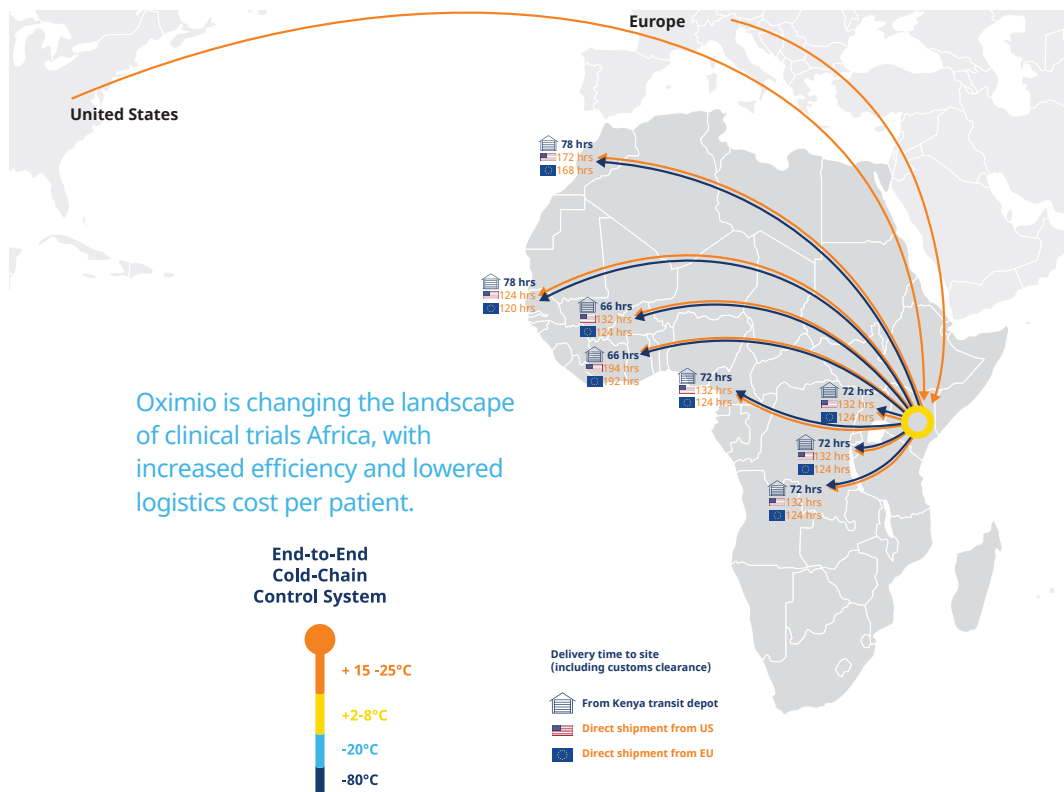 Europe
United States
78 hrs
172 hrs
168 hrs
78 hrs
124 hrs
120 hrs
66 hrs
132 hrs
124 hrs
66 hrs
194 hrs
192 hrs
72 hrs
132 hrs
124 hrs
72 hrs
132 hrs
124 hrs
72 hrs
132 hrs
124 hrs
72 hrs
132 hrs
124 hrs
Oximio is changing the landscape
of clinical trials Africa, with
increased efficiency and lowered
logistics cost per patient.
End-to-End
Cold-Chain
Control System
+ 15 -25°C
+2-8°C
-20°C
-80°C
Delivery time to site
(including customs clearance)
From Kenya transit depot
Direct shipment from US
Direct shipment from EU